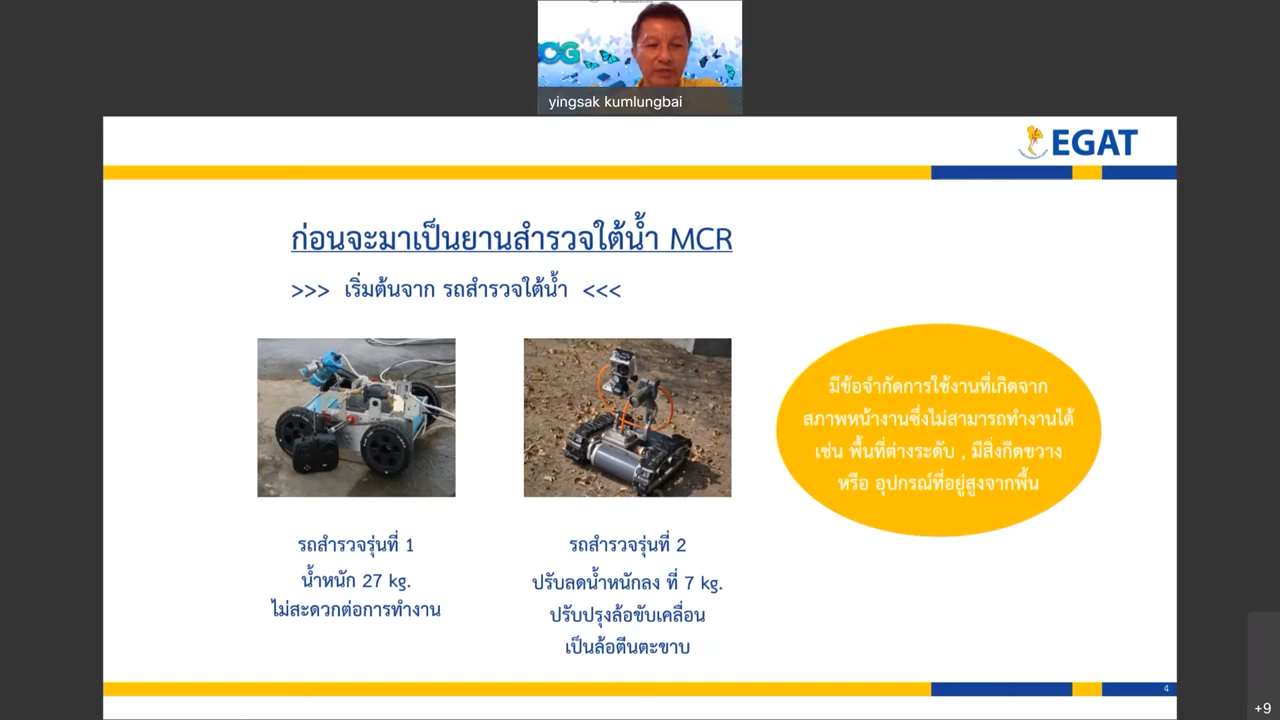 CG
yingsak kumlungbai
EGAT
ก่อนจะมาเป็นยานสำรวจใต้น้ำ MCR
>>> เริ่มต้นจาก รถสำรวจใต้น้ำ <<<
มีข้อจำกัดการใช้งานที่เกิดจาก
สภาพหน้างานซึ่งไม่สามารถทำงานได้
เช่น พื้นที่ต่างระดับ , มีสิ่งกีดขวาง
หรือ อุปกรณ์ที่อยู่สูงจากพื้น
รถสำรวจรุ่นที่ 1
น้ำหนัก 27 kg.
ไม่สะดวกต่อการทำงาน
รถสำรวจรุ่นที่ 2
ปรับลดน้ำหนักลง ที่ 7 kg.
ปรับปรุงล้อขับเคลื่อน
เป็นล้อตีนตะขาบ
4
+9